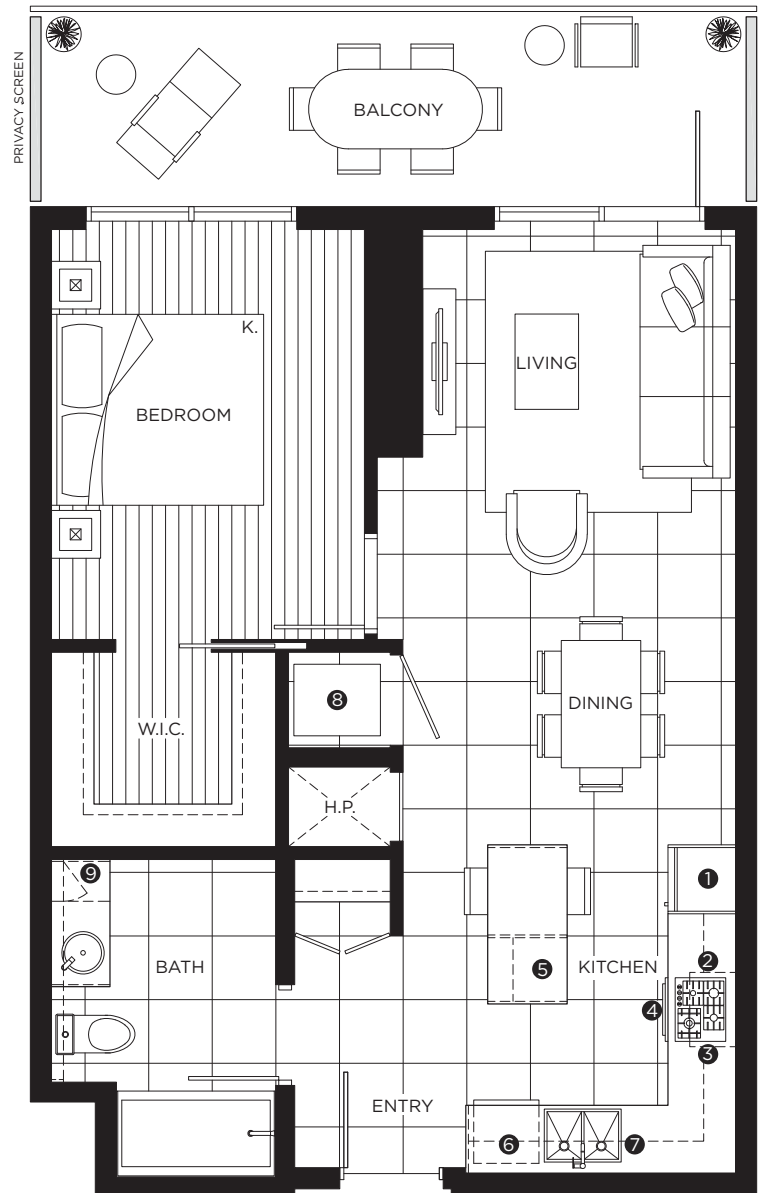 PRIVACY SCREEN
BALCONY
K.
LIVING
BEDROOM
8
DINING
W.I.C.
H.P.
9
1
BATH
5
KITCHEN
2
4
3
ENTRY
6
7